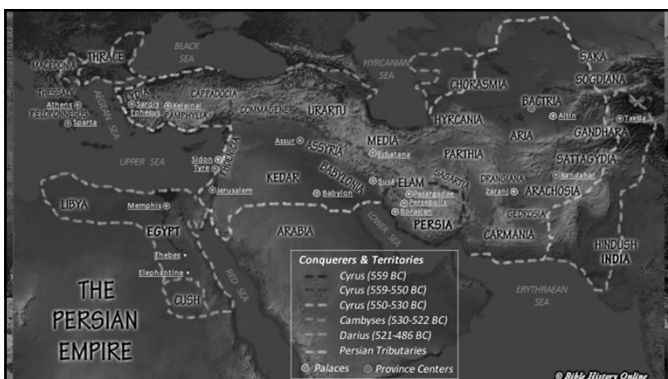 BLACK
SEA
HYRCANIAN
SEA
THRACE
MACEDONIA
THESSALY
Athens
PELOPONNESUS
Sparta
AEGEAN SEA
LYDIA
Sardis
Ephesus
Kelainai
PAMPHYLIA
CAPPADOCIA
COMMAGENE
URARTU
CHORASMIA
SAKA
SOGDIANA
BACTRIA
Altin
GANDHARA
Taxila
HYRCANIA
ARIA
PARTHIA
SATTAGYDIA
Kandahar
DRANGIANA
Zaranj
ARACHOSIA
GEDROSIA
CARMANIA
HINDUSH
INDIA
UPPER SEA
Sidon
Tyre
PHOENICIA
Jerusalem
Assur
ASSYRIA
MEDIA
Ecbatana
KEDAR
BABYLONIA
Babylon
Susa
ELAM
SAGARTIA
Pasargadae
Persepolis
Borasjan
PERSIA
LOWER SEA
LIBYA
Memphis
EGYPT
Thebes
Elephantine
CUSH
RED SEA
ARABIA
ERYTHRAEAN
SEA
THE
PERSIAN
EMPIRE
Conquerers & Territories
Cyrus (559 BC)
Cyrus (559-550 BC)
Cyrus (550-530 BC)
Cambyses (530-522 BC)
Darius (521-486 BC)
Persian Tributaries
Palaces
Province Centers
© Bible History Online